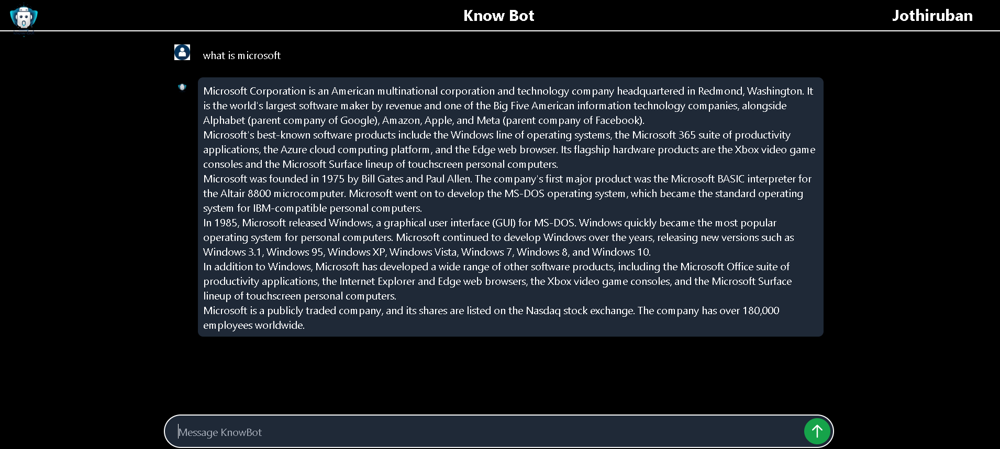 Know Bot
Jothiruban
what is microsoft
Microsoft Corporation is an American multinational corporation and technology company headquartered in Redmond, Washington. It
is the world's largest software maker by revenue and one of the Big Five American information technology companies, alongside
Alphabet (parent company of Google), Amazon, Apple, and Meta (parent company of Facebook).
Microsoft's best-known software products include the Windows line of operating systems, the Microsoft 365 suite of productivity
applications, the Azure cloud computing platform, and the Edge web browser. Its flagship hardware products are the Xbox video game
consoles and the Microsoft Surface lineup of touchscreen personal computers.
Microsoft was founded in 1975 by Bill Gates and Paul Allen. The company's first major product was the Microsoft BASIC interpreter for
the Altair 8800 microcomputer. Microsoft went on to develop the MS-DOS operating system, which became the standard operating
system for IBM-compatible personal computers.
In 1985, Microsoft released Windows, a graphical user interface (GUI) for MS-DOS. Windows quickly became the most popular
operating system for personal computers. Microsoft continued to develop Windows over the years, releasing new versions such as
Windows 3.1, Windows 95, Windows XP, Windows Vista, Windows 7, Windows 8, and Windows 10.
In addition to Windows, Microsoft has developed a wide range of other software products, including the Microsoft Office suite of
productivity applications, the Internet Explorer and Edge web browsers, the Xbox video game consoles, and the Microsoft Surface
lineup of touchscreen personal computers.
Microsoft is a publicly traded company, and its shares are listed on the Nasdaq stock exchange. The company has over 180,000
employees worldwide.
Message KnowBot